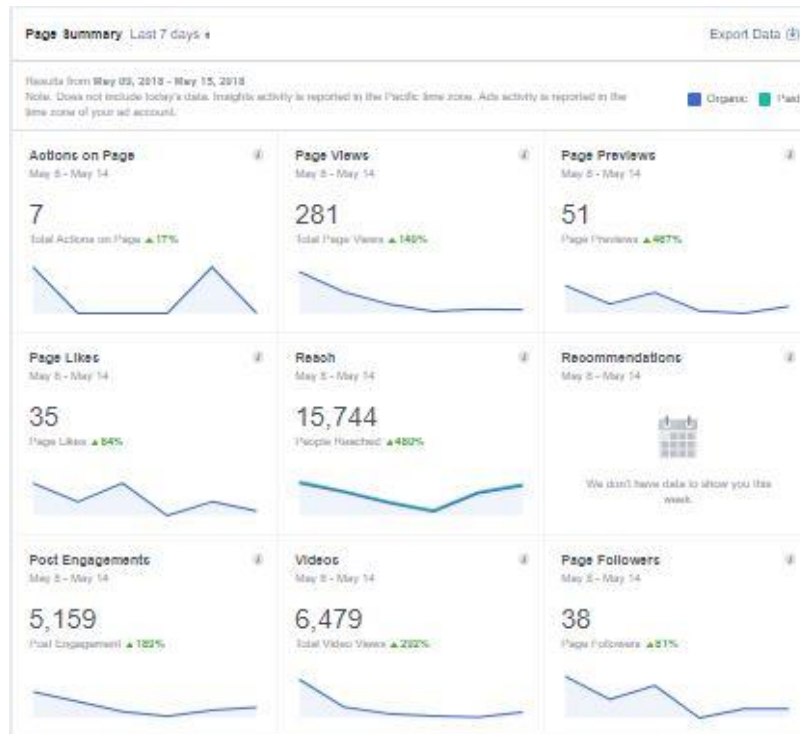 Page Summary Last 7 days
Export Data
Results from May 09, 2018 - May 15, 2018
Note. Does not include today's data. Insights activity is reported in the Pacific time zone. Ads activity is reported in the
time zone of your ad account.
Organic Paid
Actions on Page
May 8 - May 14
7
Total Actions on Page ▲17%
Page Views
May 8 - May 14
281
Total Page Views
Page Previews
May 8 - May 14
51
Page Previews
Page Likes
May 8 - May 14
35
Page Likes
Reach
May 8 - May 14
15,744
People Reached
Recommendations
May 8 - May 14
We don't have data to show you this
week.
Post Engagements
May 8 - May 14
5,159
Post Engagement
Videos
May 8 - May 14
6,479
Total Video Views
Page Followers
May 8 - May 14
38
Page Followers ▲81%